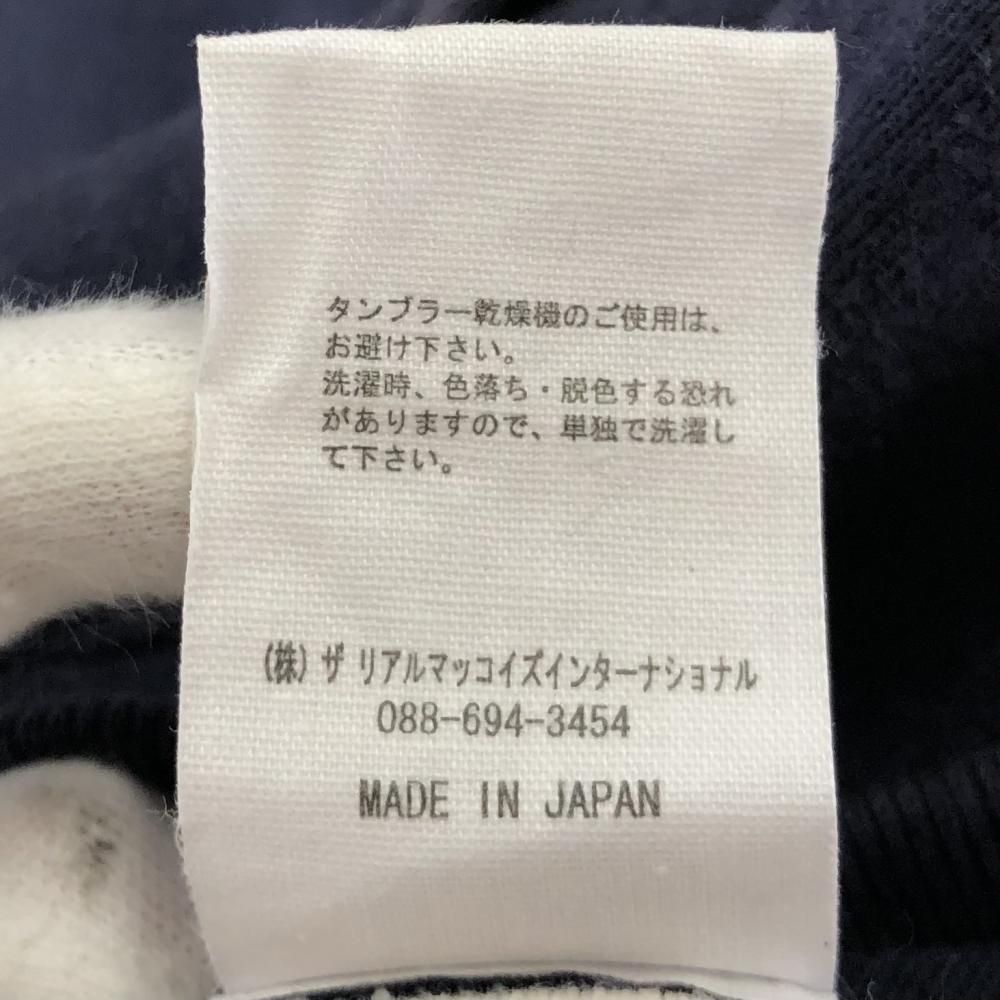 タンブラー乾燥機のご使用は、
お避け下さい。
洗濯時、色落ち・脱色する恐れ
がありますので、単独で洗濯し
て下さい。
(株) ザ リアルマッコイズインターナショナル
088-694-3454
MADE IN JAPAN